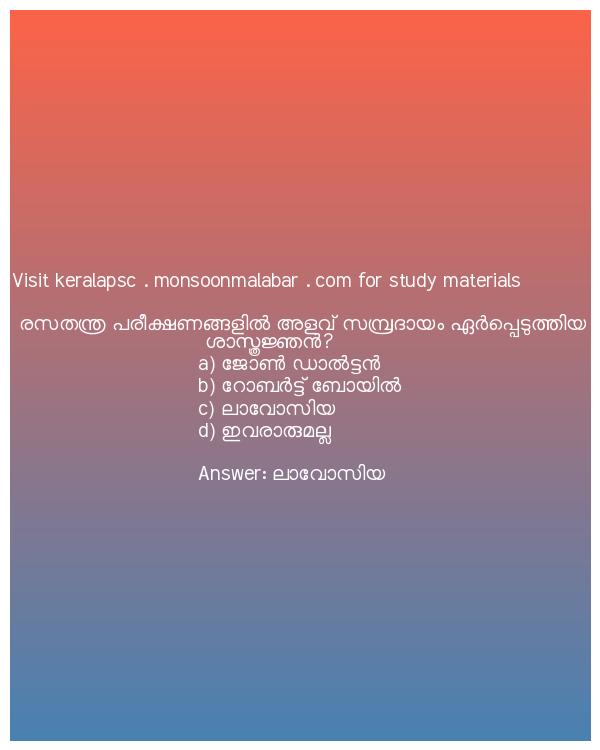 Visit keralapsc . monsoonmalabar . com for study materials
രസതന്ത്ര പരീക്ഷണങ്ങളിൽ അളവ് സമ്പ്രദായം ഏർപ്പെടുത്തിയ
ശാസ്ത്രജ്ഞൻ?
a) ജോൺ ഡാൽട്ടൻ
b) റോബർട്ട് ബോയിൽ
c) ലാവോസിയ
d) ഇവരാരുമല്ല
Answer: ലാവോസിയ